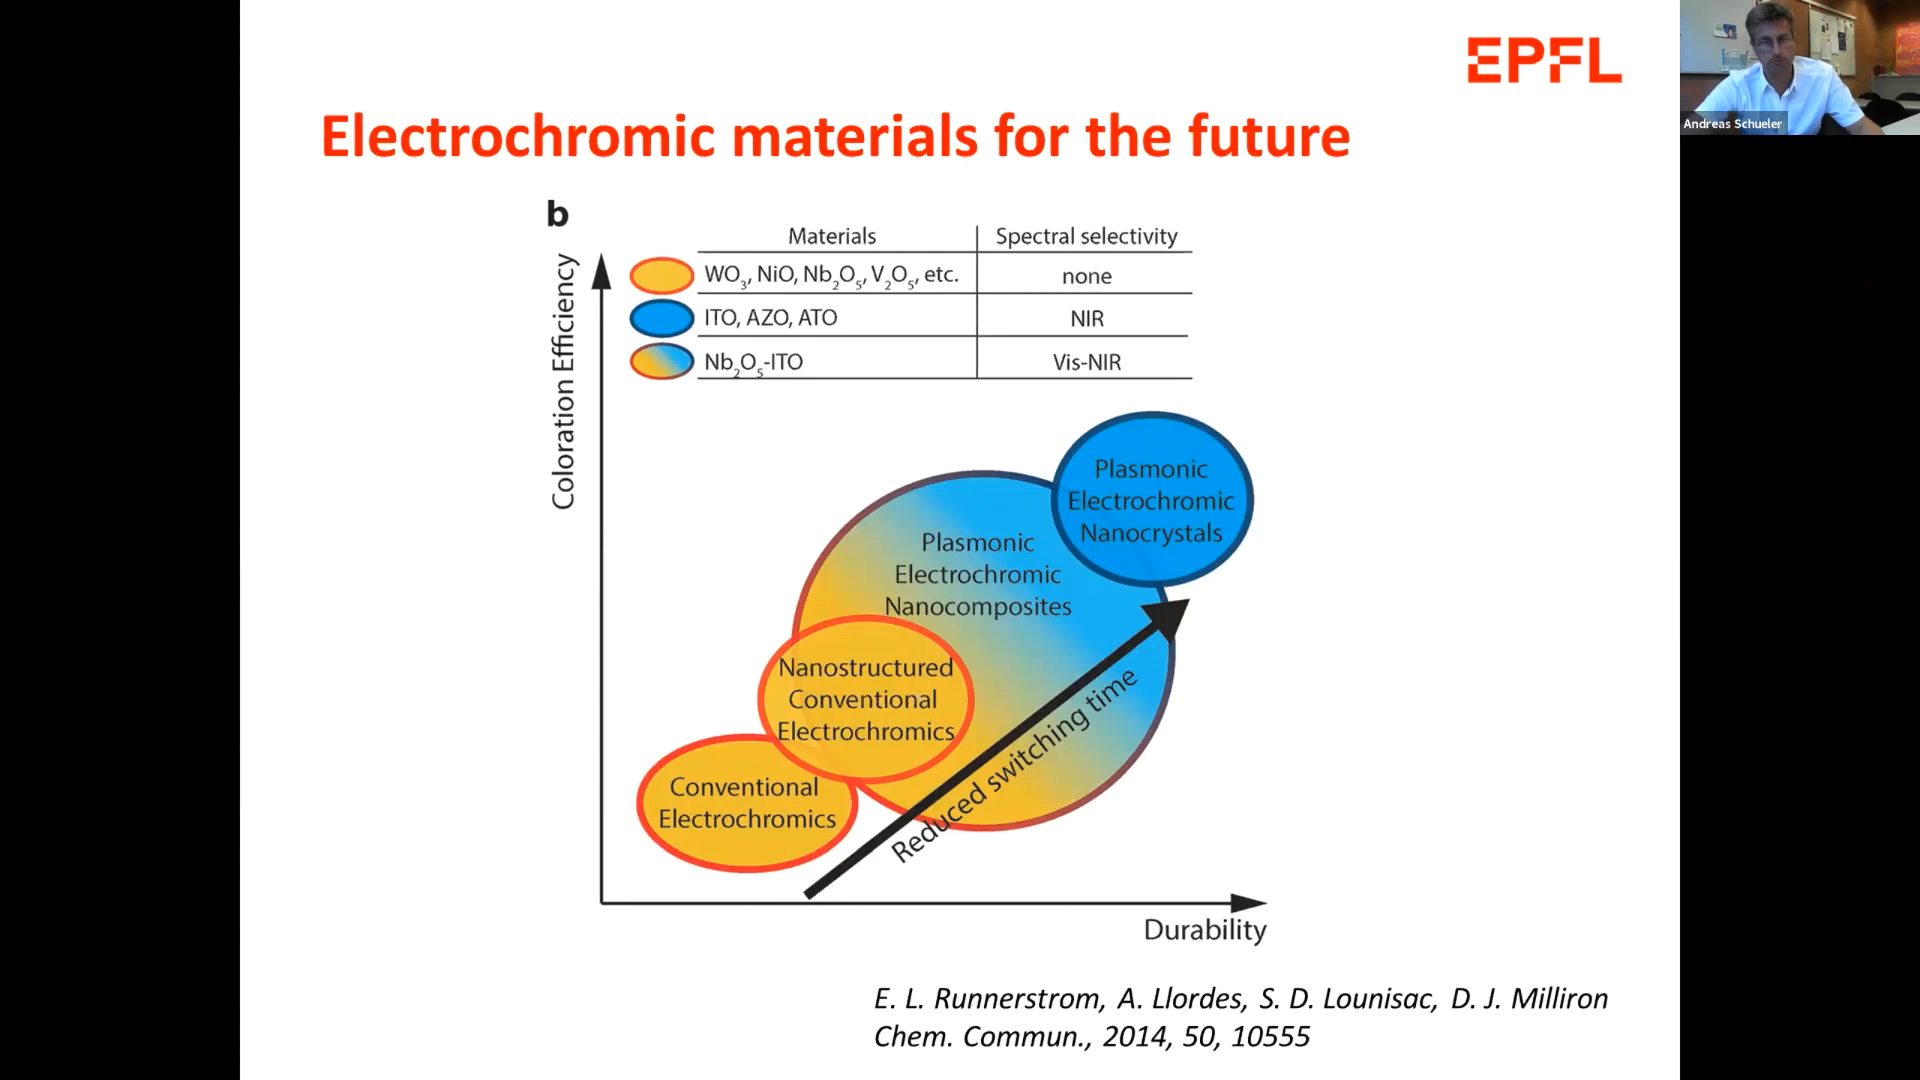 EPFL
Andreas Schueler
Electrochromic materials for the future
b
Materials Spectral selectivity
WO₃, NiO, Nb₂O₅, V₂O₅, etc. none
ITO, AZO, ATO NIR
Nb₂O₅-ITO Vis-NIR
Coloration Efficiency
Plasmonic
Electrochromic
Nanocrystals
Plasmonic
Electrochromic
Nanocomposites
Nanostructured
Conventional
Electrochromics
Conventional
Electrochromics
Reduced switching time
Durability
E. L. Runnerstrom, A. Llordes, S. D. Lounisac, D. J. Milliron
Chem. Commun., 2014, 50, 10555